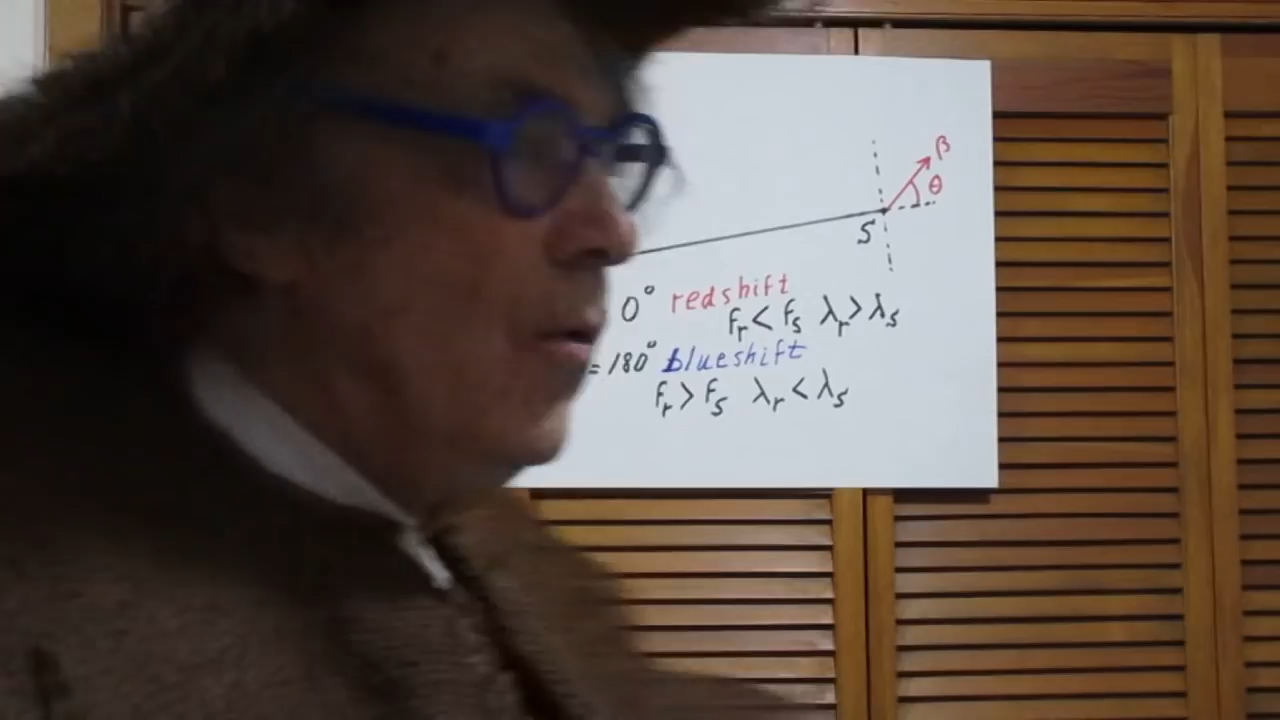 β
θ
S
0° redshift
fᵣ < fₛ λᵣ > λₛ
= 180° blueshift
fᵣ > fₛ λᵣ < λₛ